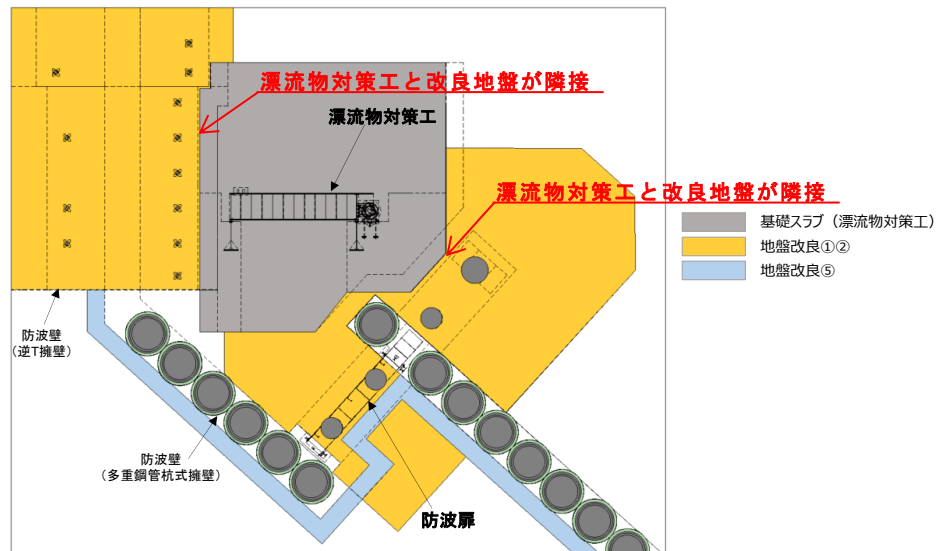 漂流物対策工と改良地盤が隣接
漂流物対策工
漂流物対策工と改良地盤が隣接
基礎スラブ（漂流物対策工）
地盤改良①②
地盤改良⑤
防波壁
（逆T擁壁）
防波壁
（多重鋼管杭式擁壁）
防波扉